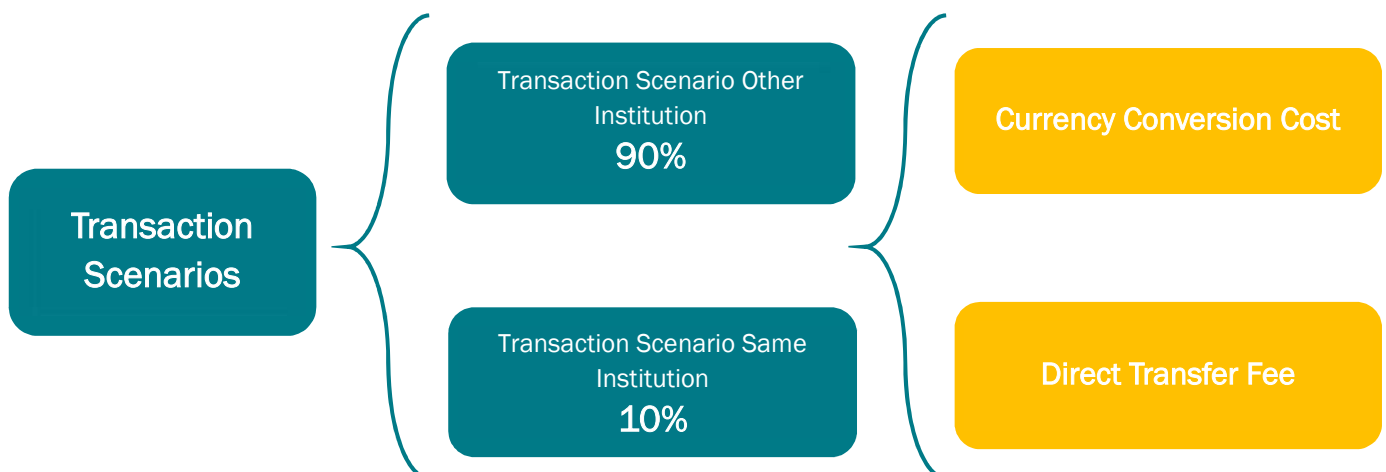 Transaction
Scenarios
Transaction Scenario Other
Institution
90%
Transaction Scenario Same
Institution
10%
Currency Conversion Cost
Direct Transfer Fee